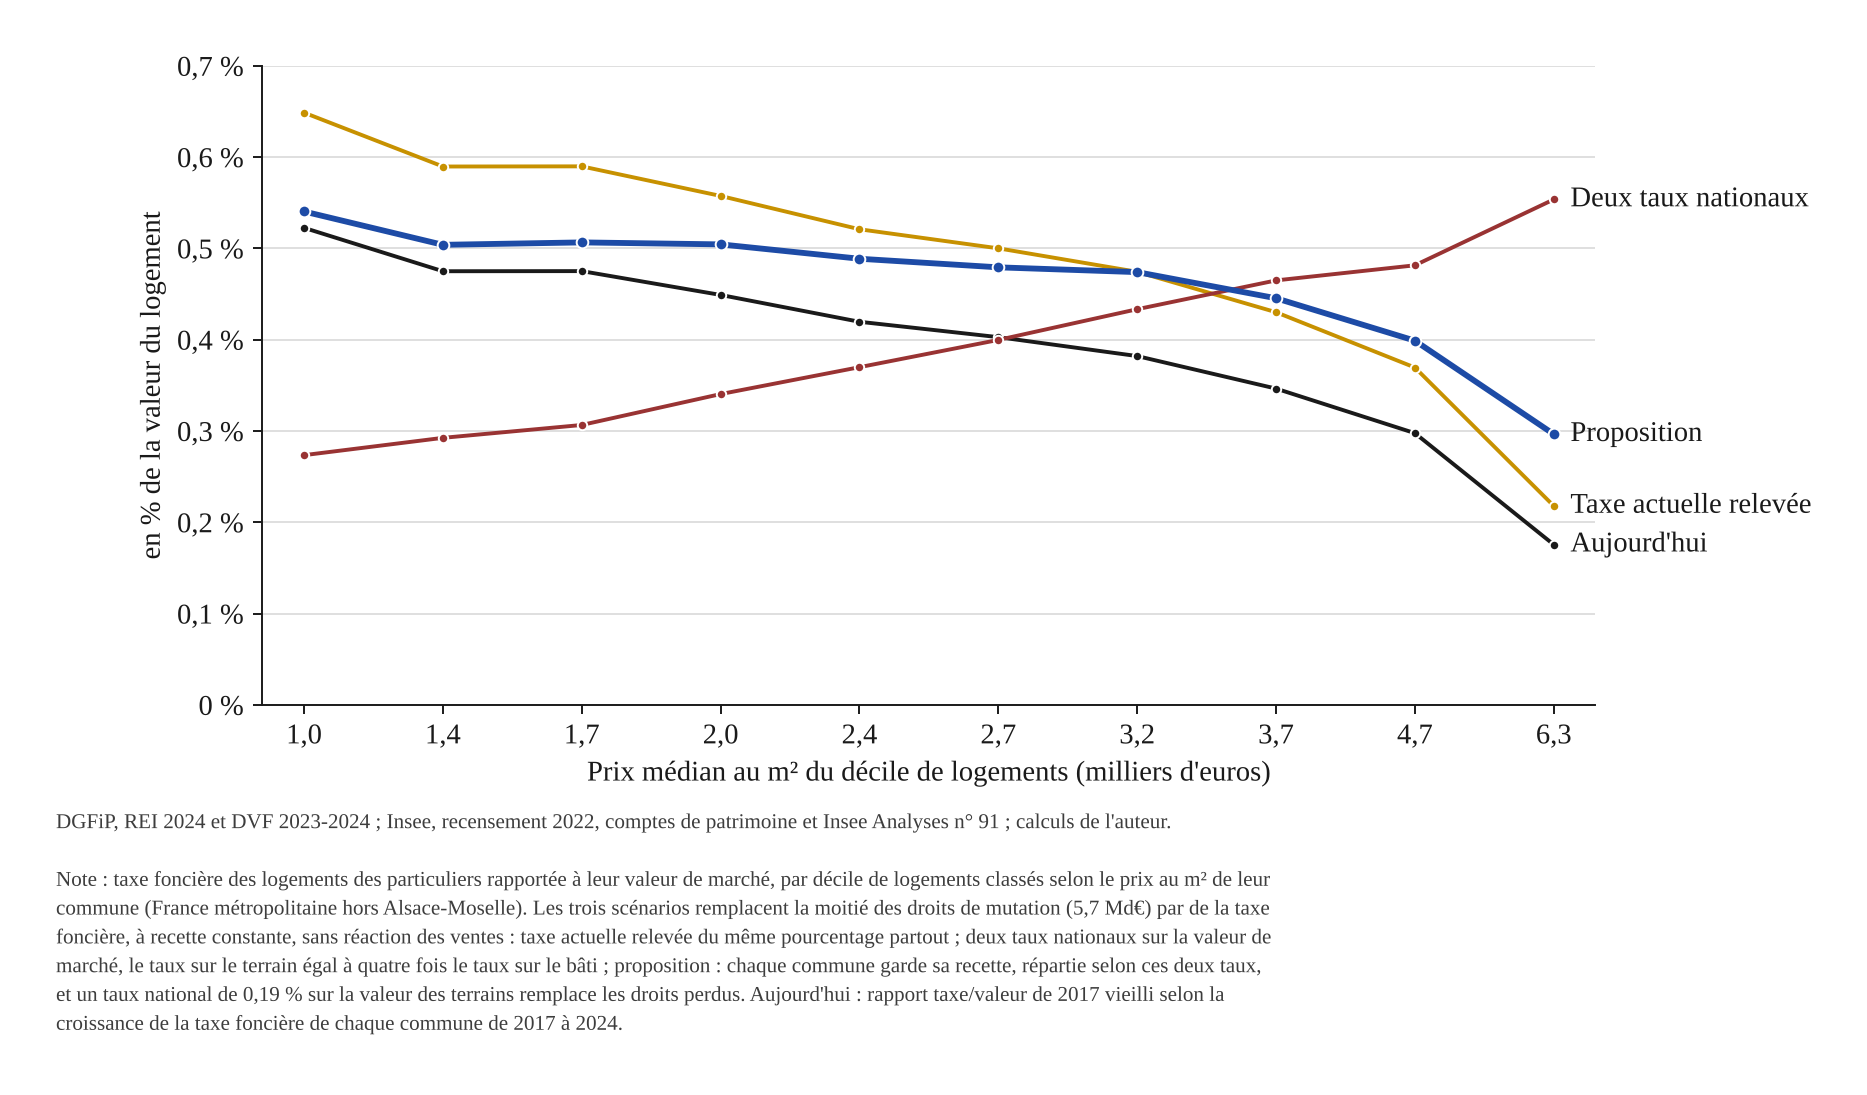 0,7 %
0,6 %
0,5 %
0,4 %
0,3 %
0,2 %
0,1 %
0 %
en % de la valeur du logement
Deux taux nationaux
Proposition
Taxe actuelle relevée
Aujourd'hui
1,0 1,4 1,7 2,0 2,4 2,7 3,2 3,7 4,7 6,3
Prix médian au m² du décile de logements (milliers d'euros)
DGFiP, REI 2024 et DVF 2023-2024 ; Insee, recensement 2022, comptes de patrimoine et Insee Analyses n° 91 ; calculs de l'auteur.
Note : taxe foncière des logements des particuliers rapportée à leur valeur de marché, par décile de logements classés selon le prix au m² de leur
commune (France métropolitaine hors Alsace-Moselle). Les trois scénarios remplacent la moitié des droits de mutation (5,7 Md€) par de la taxe
foncière, à recette constante, sans réaction des ventes : taxe actuelle relevée du même pourcentage partout ; deux taux nationaux sur la valeur de
marché, le taux sur le terrain égal à quatre fois le taux sur le bâti ; proposition : chaque commune garde sa recette, répartie selon ces deux taux,
et un taux national de 0,19 % sur la valeur des terrains remplace les droits perdus. Aujourd'hui : rapport taxe/valeur de 2017 vieilli selon la
croissance de la taxe foncière de chaque commune de 2017 à 2024.